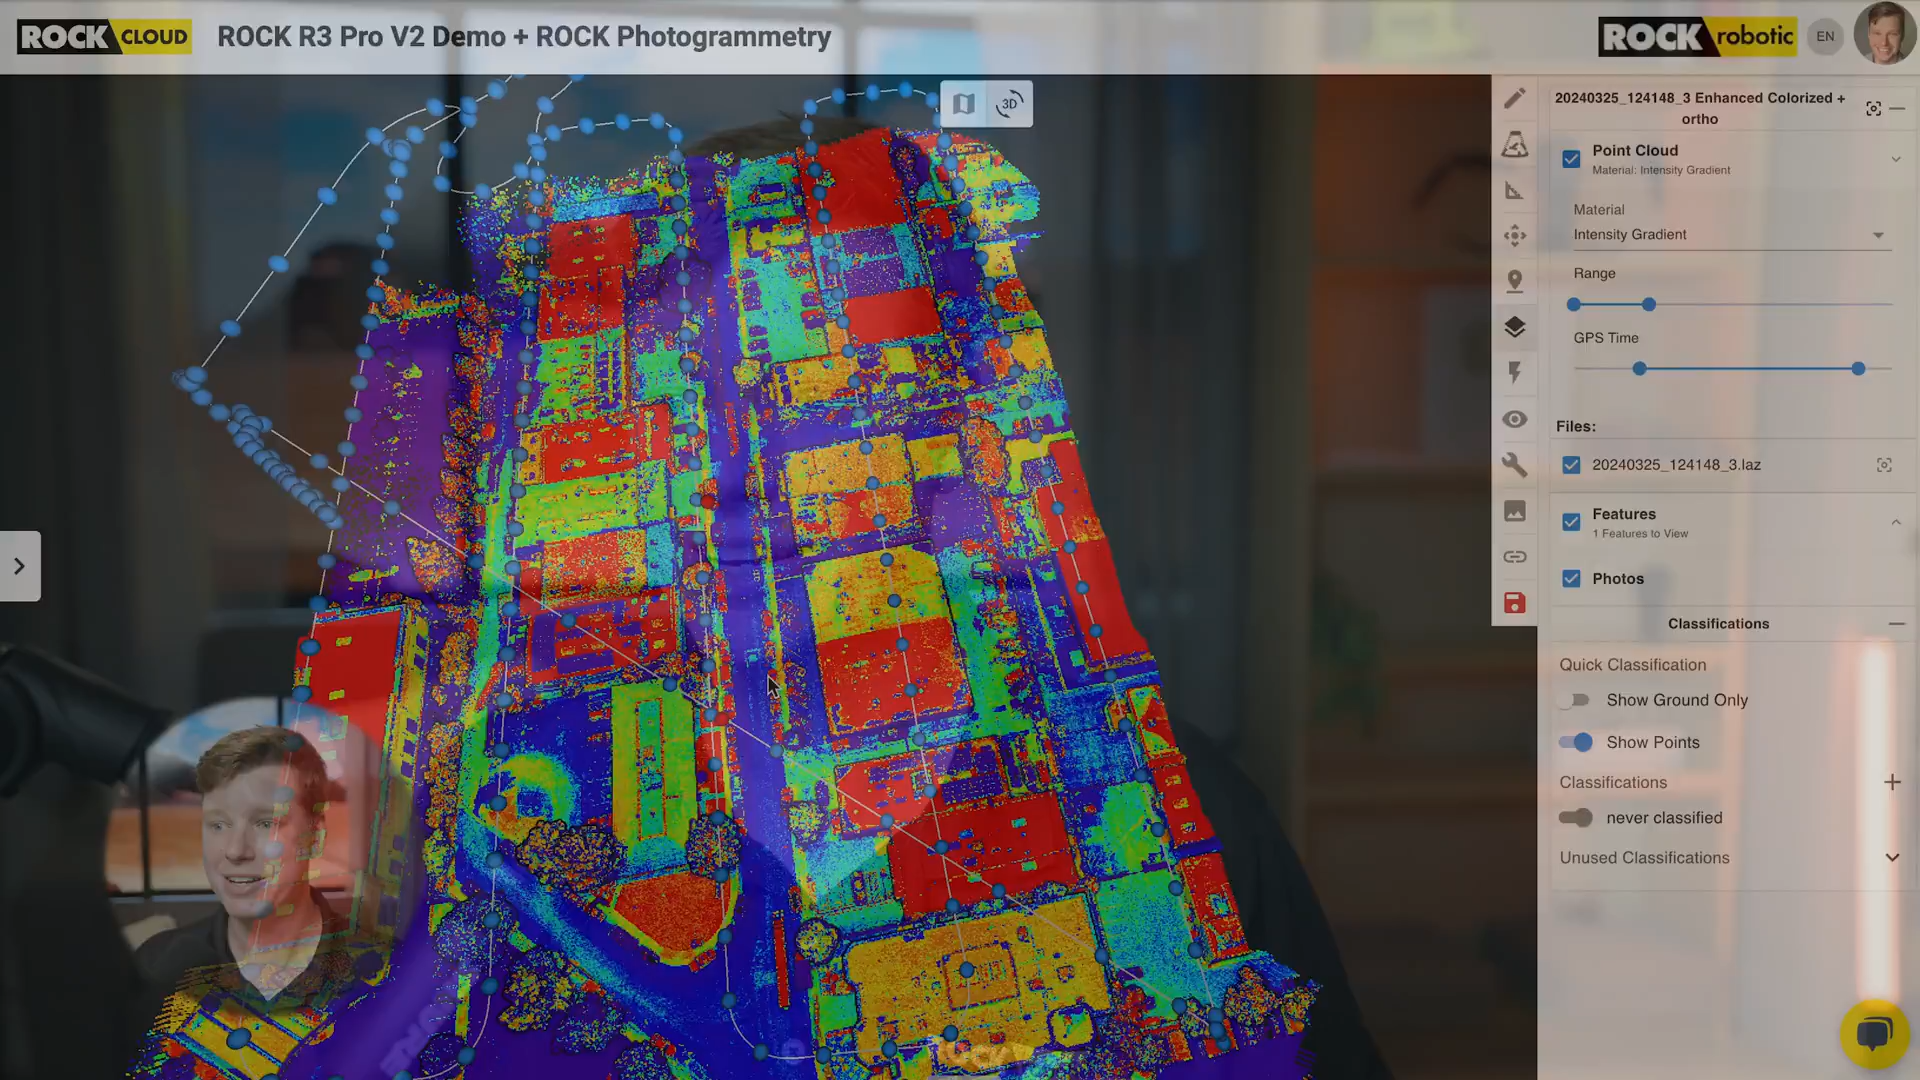 ROCK CLOUD
ROCK R3 Pro V2 Demo + ROCK Photogrammetry
ROCK robotic
EN
3D
20240325_124148_3 Enhanced Colorized +
ortho
Point Cloud
Material: Intensity Gradient
Material
Intensity Gradient
Range
GPS Time
Files:
20240325_124148_3.laz
Features
1 Features to View
Photos
Classifications
Quick Classification
Show Ground Only
Show Points
Classifications
never classified
Unused Classifications